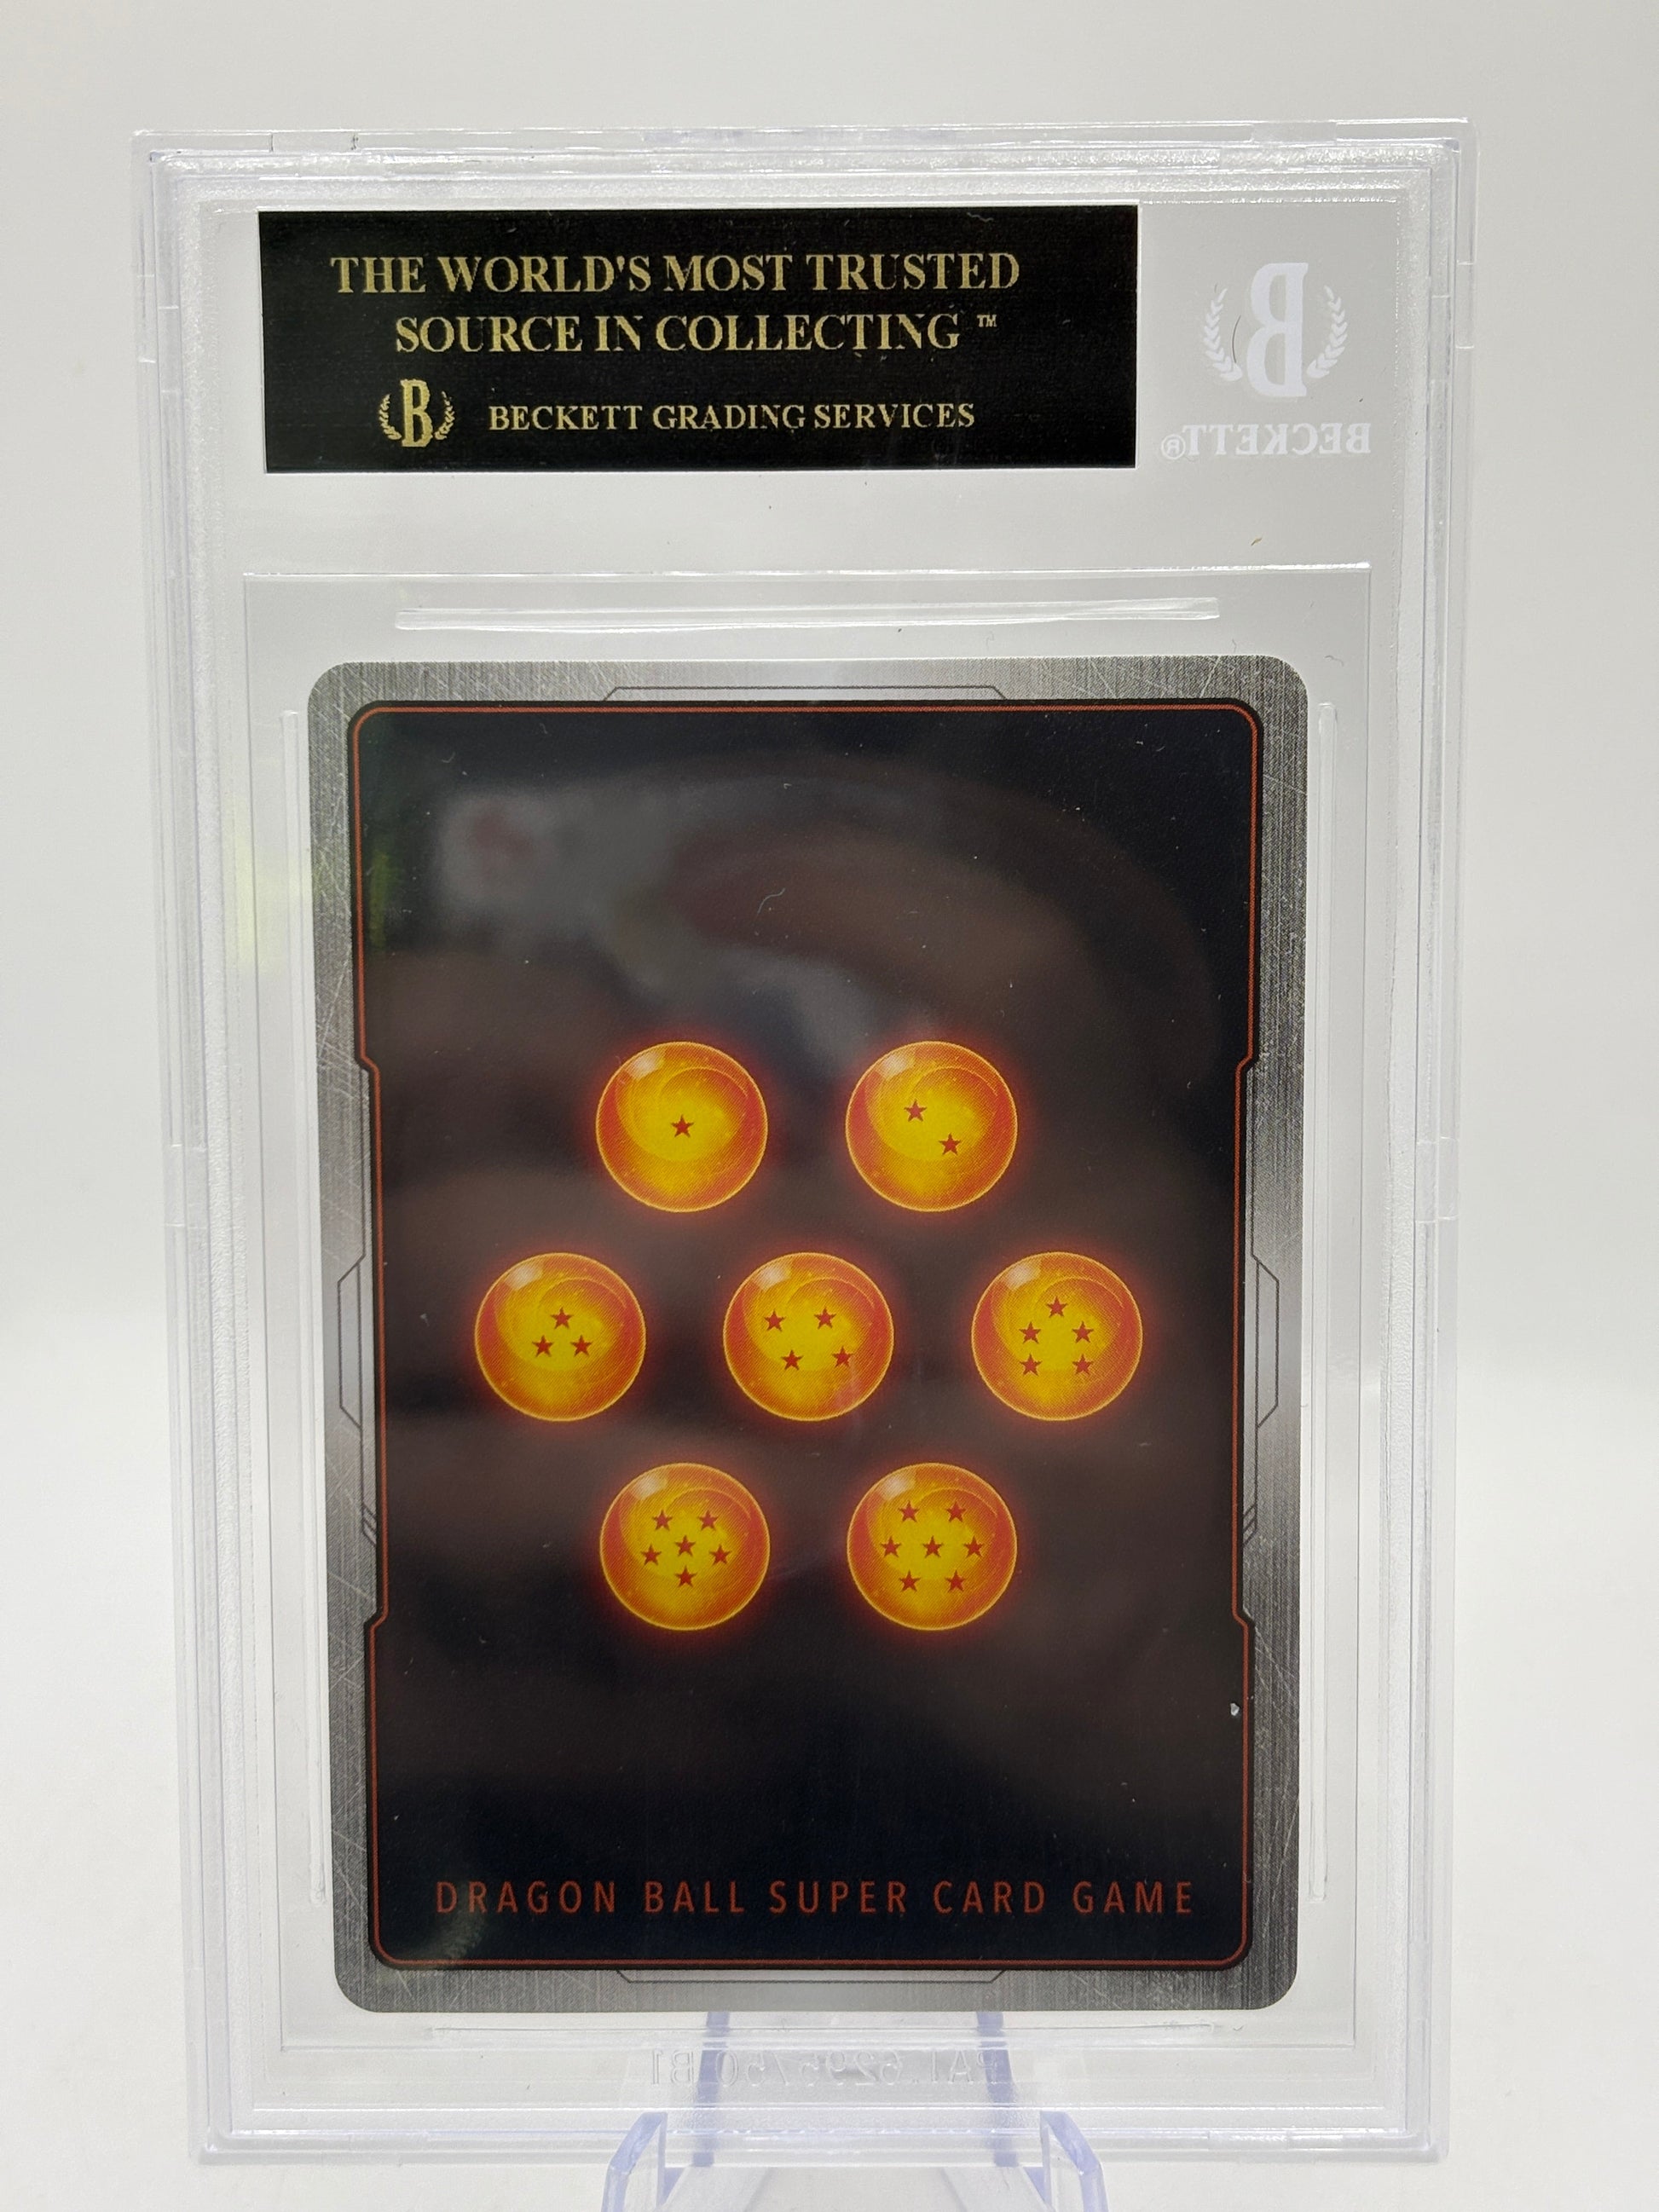 THE WORLD'S MOST TRUSTED
SOURCE IN COLLECTING ™
B BECKETT GRADING SERVICES
B
BECKETT®
DRAGON BALL SUPER CARD GAME